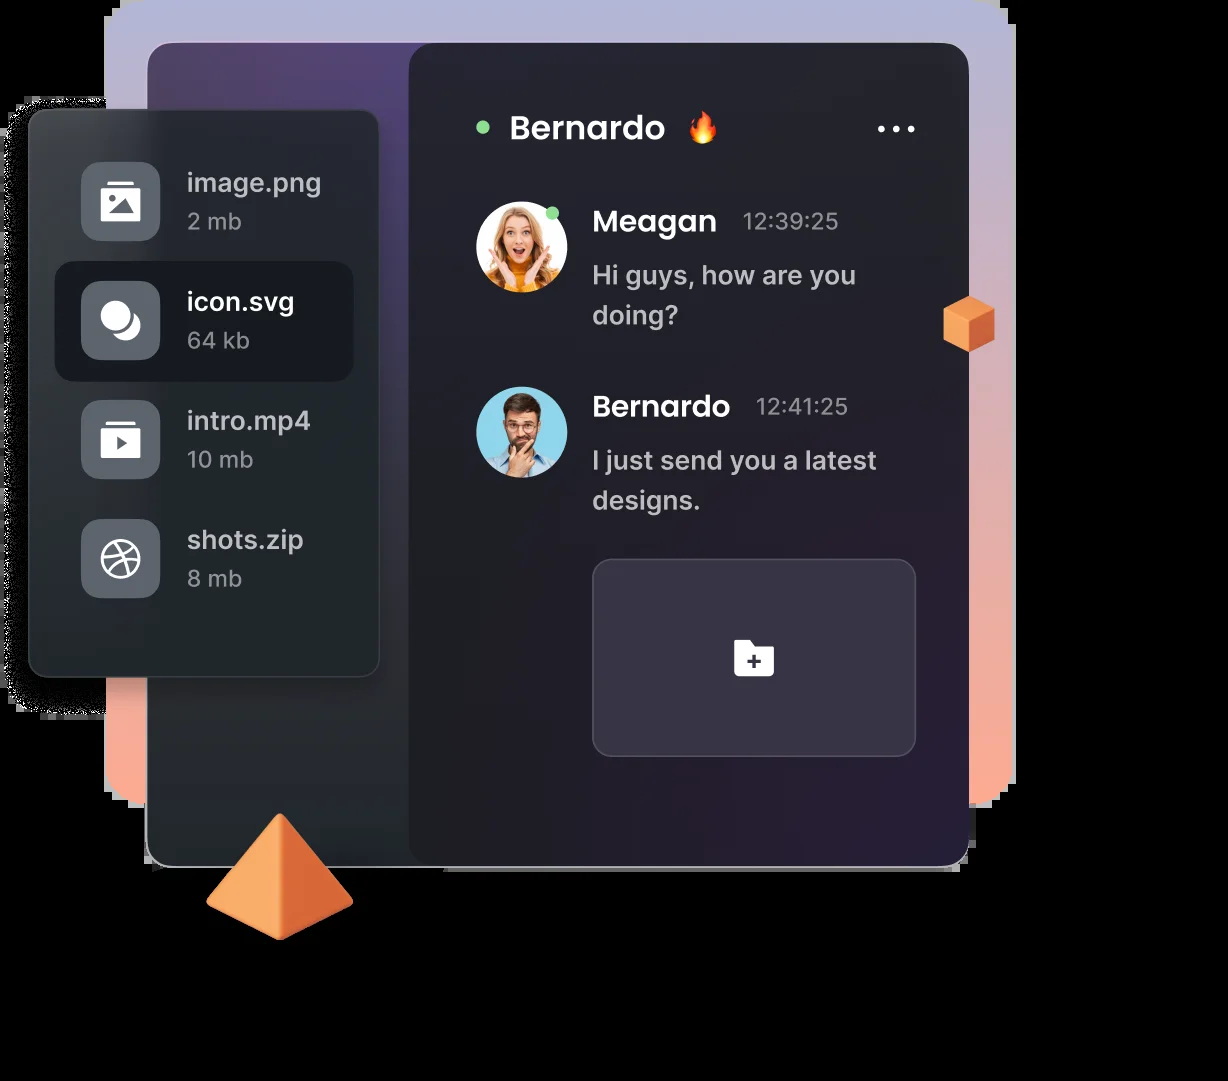 image.png
2 mb
icon.svg
64 kb
intro.mp4
10 mb
shots.zip
8 mb
Bernardo 🔥
Meagan 12:39:25
Hi guys, how are you
doing?
Bernardo 12:41:25
I just send you a latest
designs.